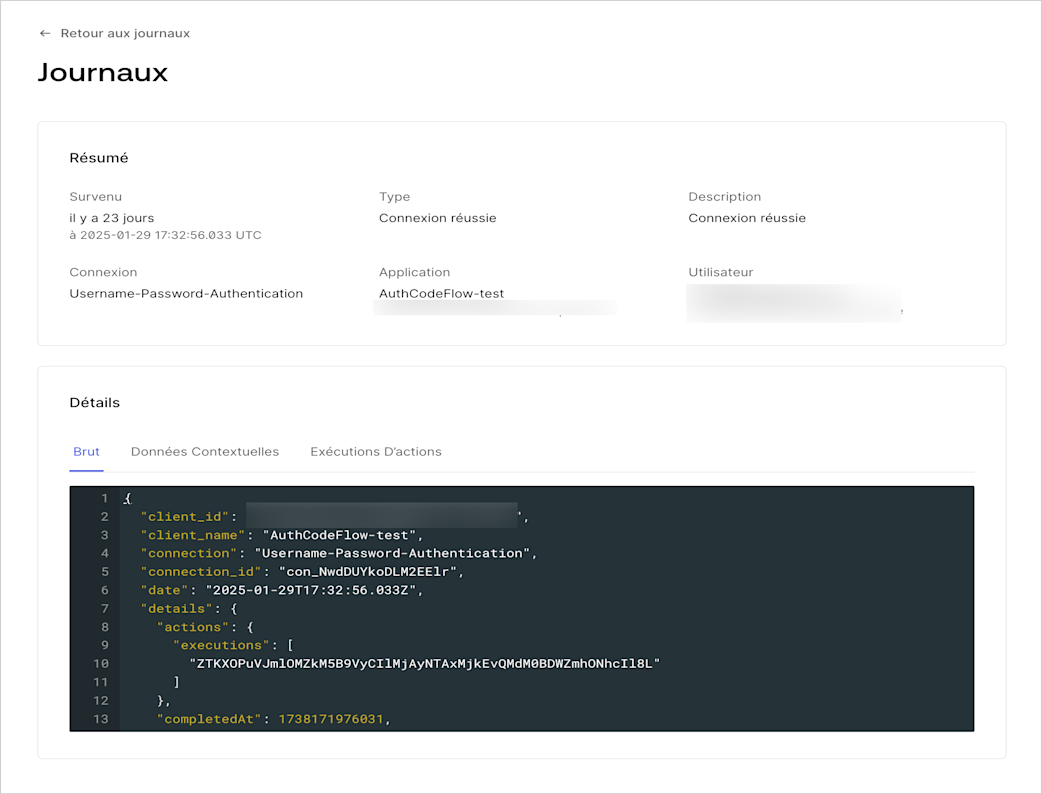 ← Retour aux journaux
Journaux
Résumé
Survenu
il y a 23 jours
à 2025-01-29 17:32:56.033 UTC
Type
Connexion réussie
Description
Connexion réussie
Connexion
Username-Password-Authentication
Application
AuthCodeFlow-test
Utilisateur
Détails
Brut Données Contextuelles Exécutions D'actions
1 {
2 "client_id": ",
3 "client_name": "AuthCodeFlow-test",
4 "connection": "Username-Password-Authentication",
5 "connection_id": "con_NwdDUYkoDLM2EElr",
6 "date": "2025-01-29T17:32:56.033Z",
7 "details": {
8 "actions": {
9 "executions": [
10 "ZTKXOPuVJmlOMZkM5B9VyCIlMjAyNTAxMjkEvQMdM0BDWZmhONhcIl8L"
11 ]
12 },
13 "completedAt": 1738171976031,